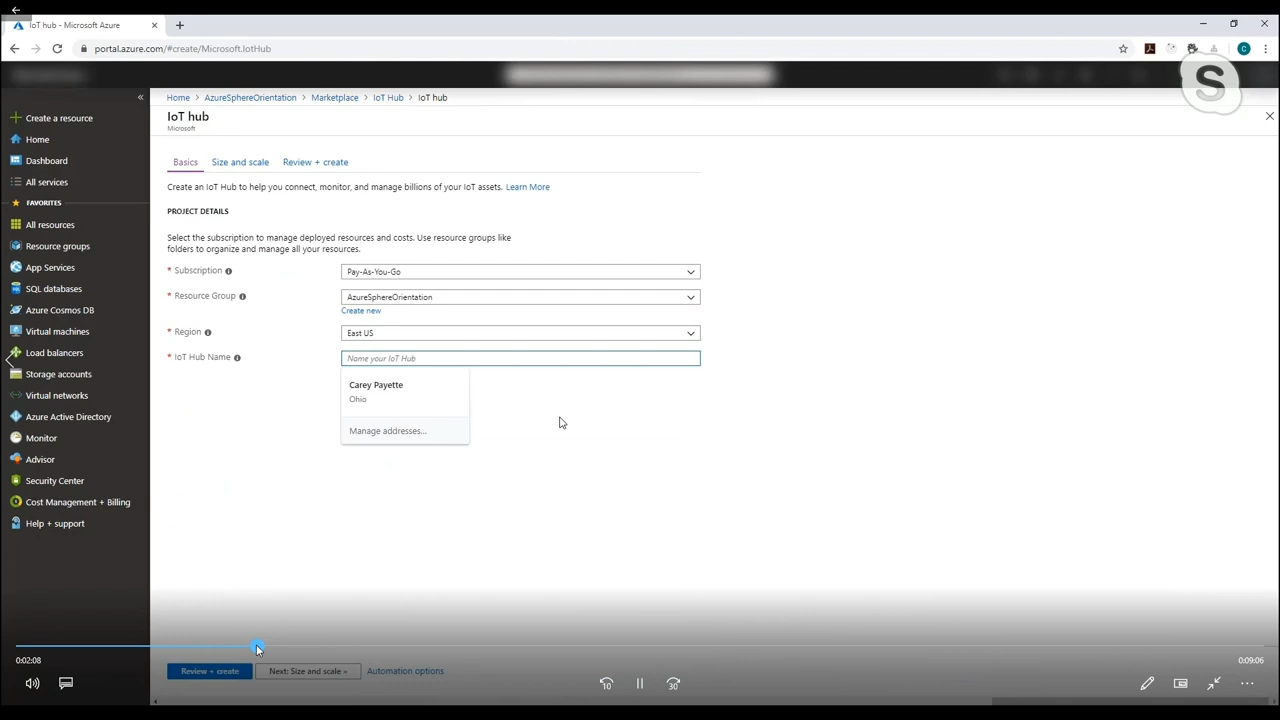 IoT hub - Microsoft Azure
portal.azure.com/#create/Microsoft.IotHub
C
Home > AzureSphereOrientation > Marketplace > IoT Hub > IoT hub
IoT hub
Microsoft
Create a resource
Home
Dashboard
All services
FAVORITES
All resources
Resource groups
App Services
SQL databases
Azure Cosmos DB
Virtual machines
Load balancers
Storage accounts
Virtual networks
Azure Active Directory
Monitor
Advisor
Security Center
Cost Management + Billing
Help + support
Basics Size and scale Review + create
Create an IoT Hub to help you connect, monitor, and manage billions of your IoT assets. Learn More
PROJECT DETAILS
Select the subscription to manage deployed resources and costs. Use resource groups like
folders to organize and manage all your resources.
* Subscription Pay-As-You-Go
* Resource Group AzureSphereOrientation
Create new
* Region East US
* IoT Hub Name Name your IoT Hub
Carey Payette
Ohio
Manage addresses...
0:02:08 0:09:06
Review + create Next: Size and scale » Automation options
10 30